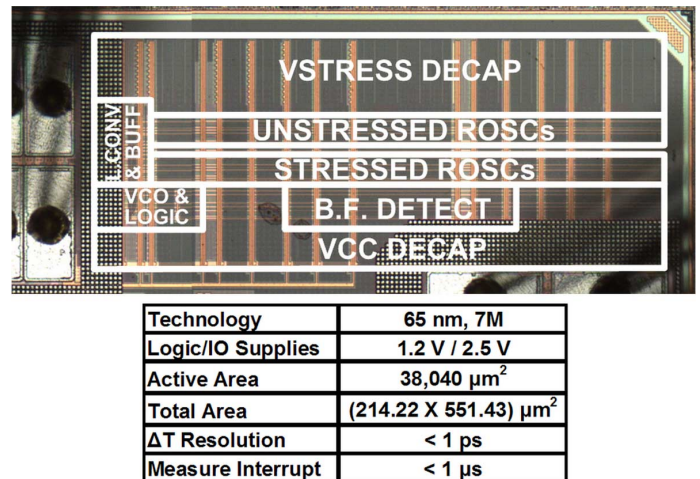 VSTRESS DECAP
L.CONV
& BUFF
UNSTRESSED ROSCs
STRESSED ROSCs
VCO &
LOGIC
B.F. DETECT
VCC DECAP
Technology 65 nm, 7M
Logic/IO Supplies 1.2 V / 2.5 V
Active Area 38,040 µm²
Total Area (214.22 X 551.43) µm²
ΔT Resolution < 1 ps
Measure Interrupt < 1 µs